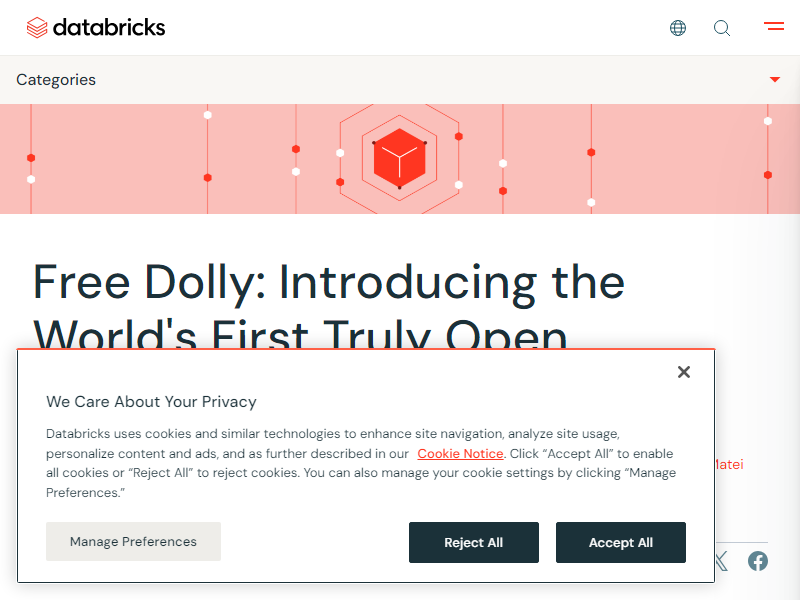 databricks
Categories
Free Dolly: Introducing the
World's First Truly Open
We Care About Your Privacy
Databricks uses cookies and similar technologies to enhance site navigation, analyze site usage,
personalize content and ads, and as further described in our Cookie Notice. Click “Accept All” to enable
all cookies or “Reject All” to reject cookies. You can also manage your cookie settings by clicking “Manage
Preferences.”
Matei
Manage Preferences
Reject All
Accept All